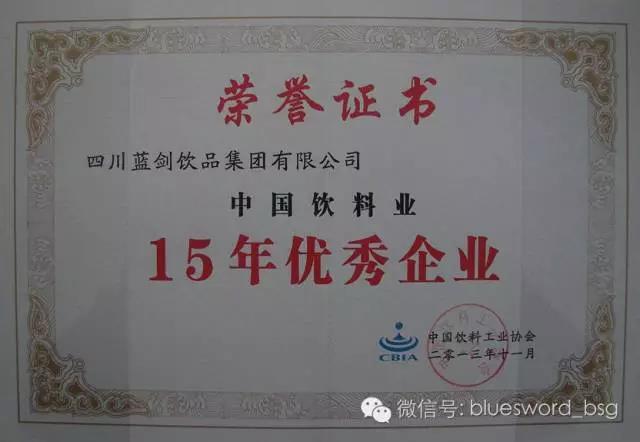 荣誉证书
四川蓝剑饮品集团有限公司
中国饮料业
15年优秀企业
CBIA
中国饮料工业协会
二〇一三年十一月
微信号: bluesword_bsg